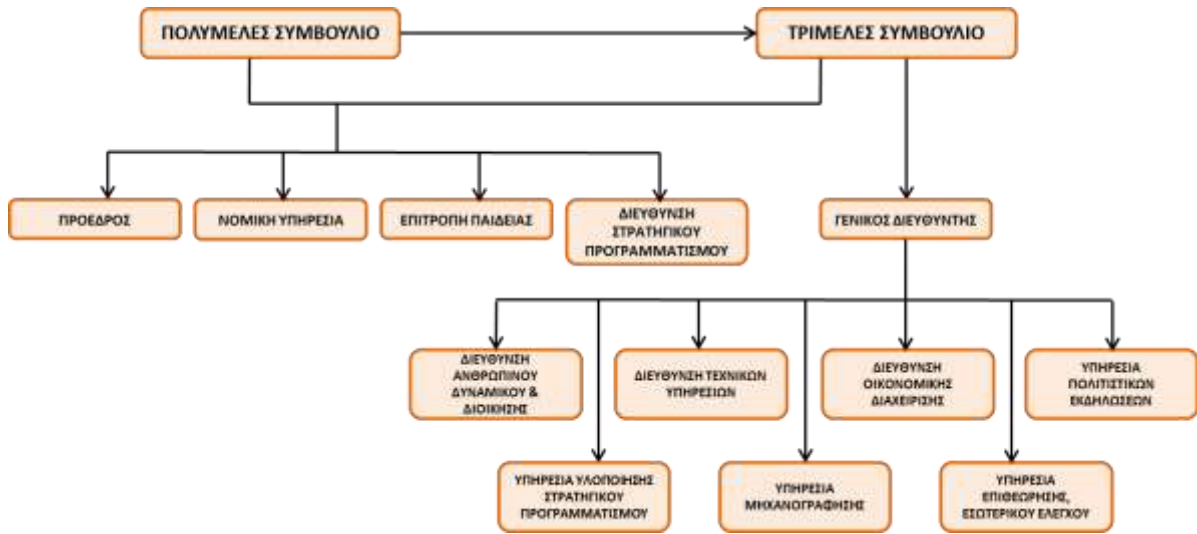 ΠΟΛΥΜΕΛΕΣ ΣΥΜΒΟΥΛΙΟ
ΤΡΙΜΕΛΕΣ ΣΥΜΒΟΥΛΙΟ
ΠΡΟΕΔΡΟΣ
ΝΟΜΙΚΗ ΥΠΗΡΕΣΙΑ
ΕΠΙΤΡΟΠΗ ΠΑΙΔΕΙΑΣ
ΔΙΕΥΘΥΝΣΗ
ΣΤΡΑΤΗΓΙΚΟΥ
ΠΡΟΓΡΑΜΜΑΤΙΣΜΟΥ
ΓΕΝΙΚΟΣ ΔΙΕΥΘΥΝΤΗΣ
ΔΙΕΥΘΥΝΣΗ
ΑΝΘΡΩΠΙΝΟΥ
ΔΥΝΑΜΙΚΟΥ &
ΔΙΟΙΚΗΣΗΣ
ΔΙΕΥΘΥΝΣΗ ΤΕΧΝΙΚΩΝ
ΥΠΗΡΕΣΙΩΝ
ΔΙΕΥΘΥΝΣΗ
ΟΙΚΟΝΟΜΙΚΗΣ
ΔΙΑΧΕΙΡΙΣΗΣ
ΥΠΗΡΕΣΙΑ
ΠΟΛΙΤΙΣΤΙΚΩΝ
ΕΚΔΗΛΩΣΕΩΝ
ΥΠΗΡΕΣΙΑ ΥΛΟΠΟΙΗΣΗΣ
ΣΤΡΑΤΗΓΙΚΟΥ
ΠΡΟΓΡΑΜΜΑΤΙΣΜΟΥ
ΥΠΗΡΕΣΙΑ
ΜΗΧΑΝΟΓΡΑΦΗΣΗΣ
ΥΠΗΡΕΣΙΑ
ΕΠΙΘΕΩΡΗΣΗΣ,
ΕΣΩΤΕΡΙΚΟΥ ΕΛΕΓΧΟΥ